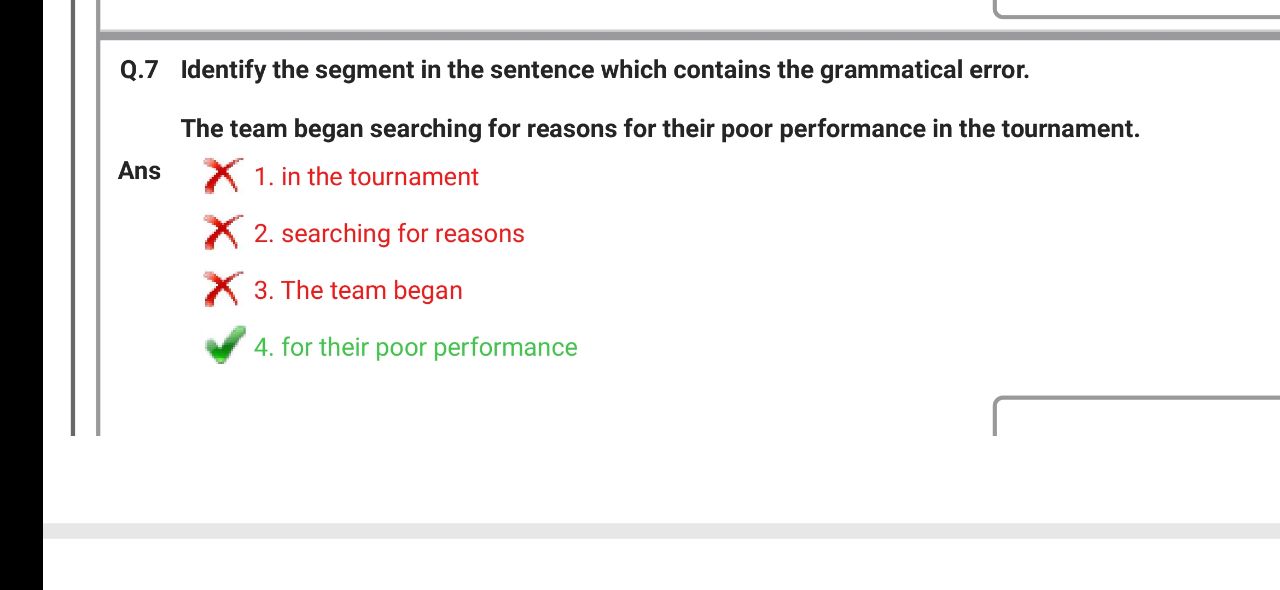 Q.7 Identify the segment in the sentence which contains the grammatical error.
The team began searching for reasons for their poor performance in the tournament.
Ans 1. in the tournament
2. searching for reasons
3. The team began
4. for their poor performance